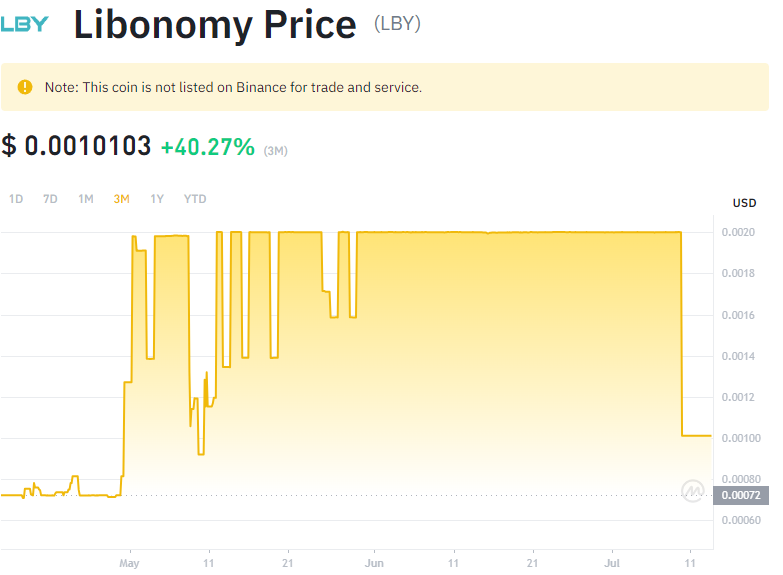 LBY Libonomy Price (LBY)
Note: This coin is not listed on Binance for trade and service.
$ 0.0010103 +40.27% (3M)
1D 7D 1M 3M 1Y YTD
USD
0.0020
0.0018
0.0016
0.0014
0.0012
0.00100
0.00080
0.00072
0.00060
May 11 21 Jun 11 21 Jul 11